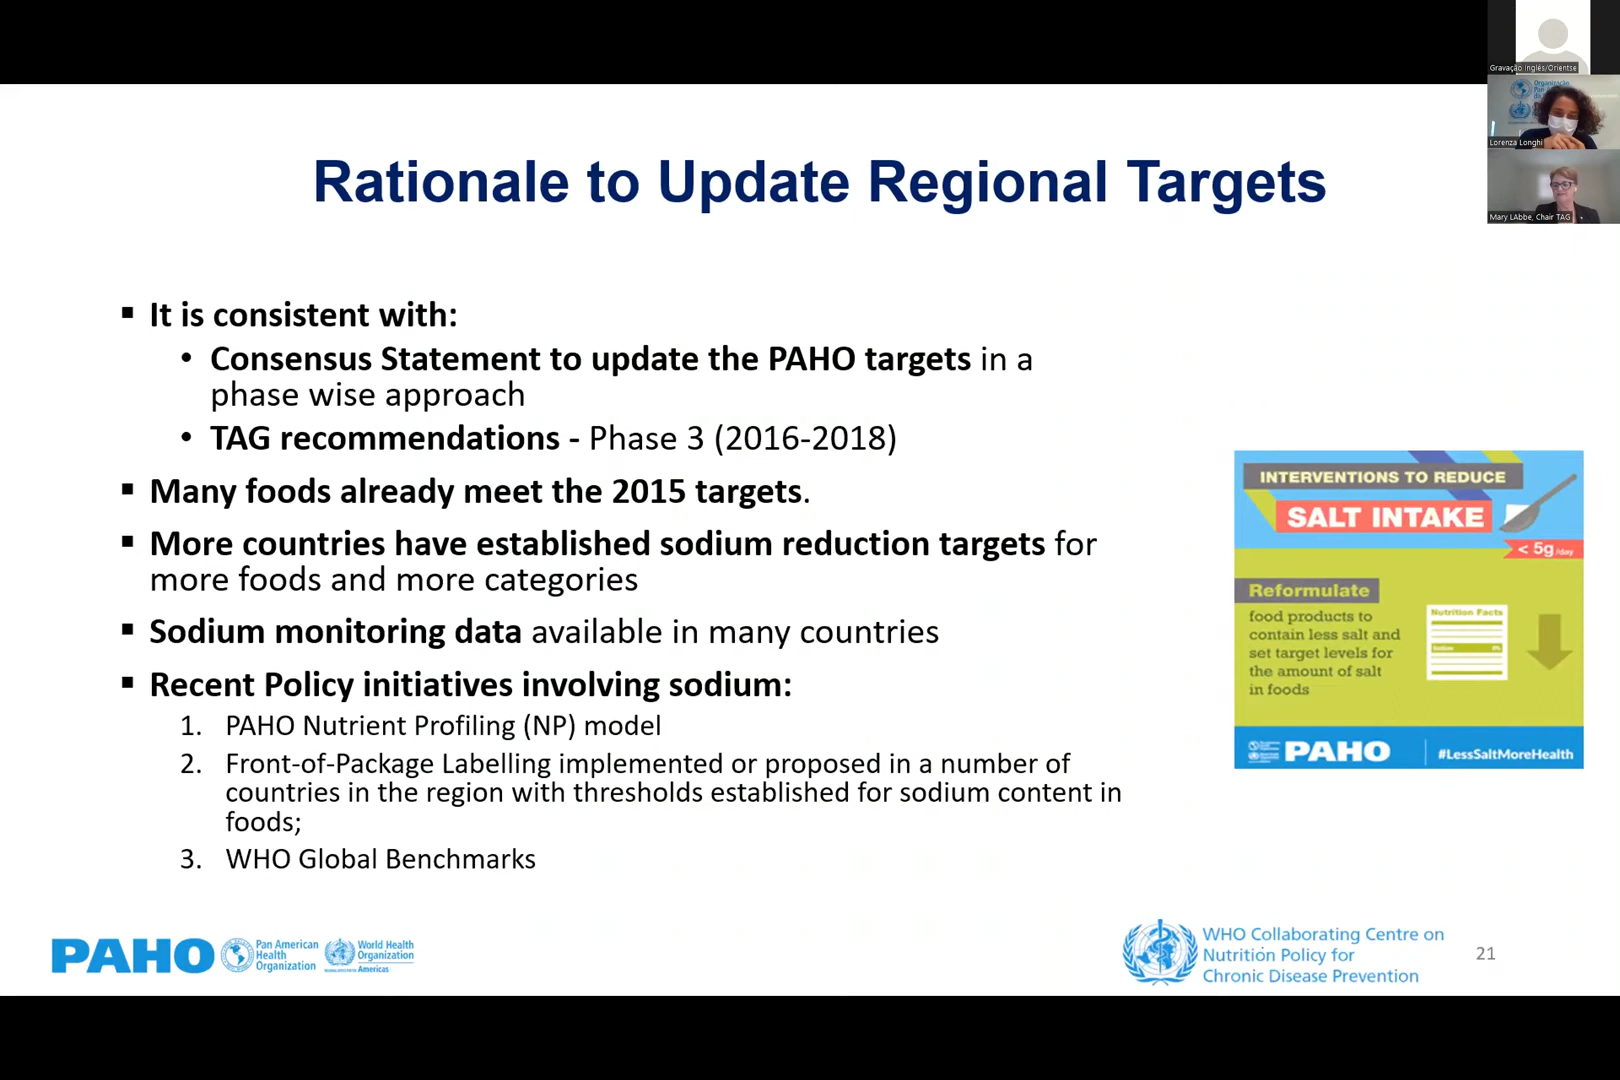 Gravação Inglês/Orientse
Lorenza Longhi
Mary LAbbe, Chair TAG
Rationale to Update Regional Targets
▪ It is consistent with:
• Consensus Statement to update the PAHO targets in a
phase wise approach
• TAG recommendations - Phase 3 (2016-2018)
▪ Many foods already meet the 2015 targets.
▪ More countries have established sodium reduction targets for
more foods and more categories
▪ Sodium monitoring data available in many countries
▪ Recent Policy initiatives involving sodium:
1. PAHO Nutrient Profiling (NP) model
2. Front-of-Package Labelling implemented or proposed in a number of
countries in the region with thresholds established for sodium content in
foods;
3. WHO Global Benchmarks
INTERVENTIONS TO REDUCE
SALT INTAKE
< 5g/day
Reformulate
food products to
contain less salt and
set target levels for
the amount of salt
in foods
Nutrition Facts
PAHO
#LessSaltMoreHealth
PAHO
Pan American
Health
Organization
World Health
Organization
Americas
WHO Collaborating Centre on
Nutrition Policy for
Chronic Disease Prevention
21